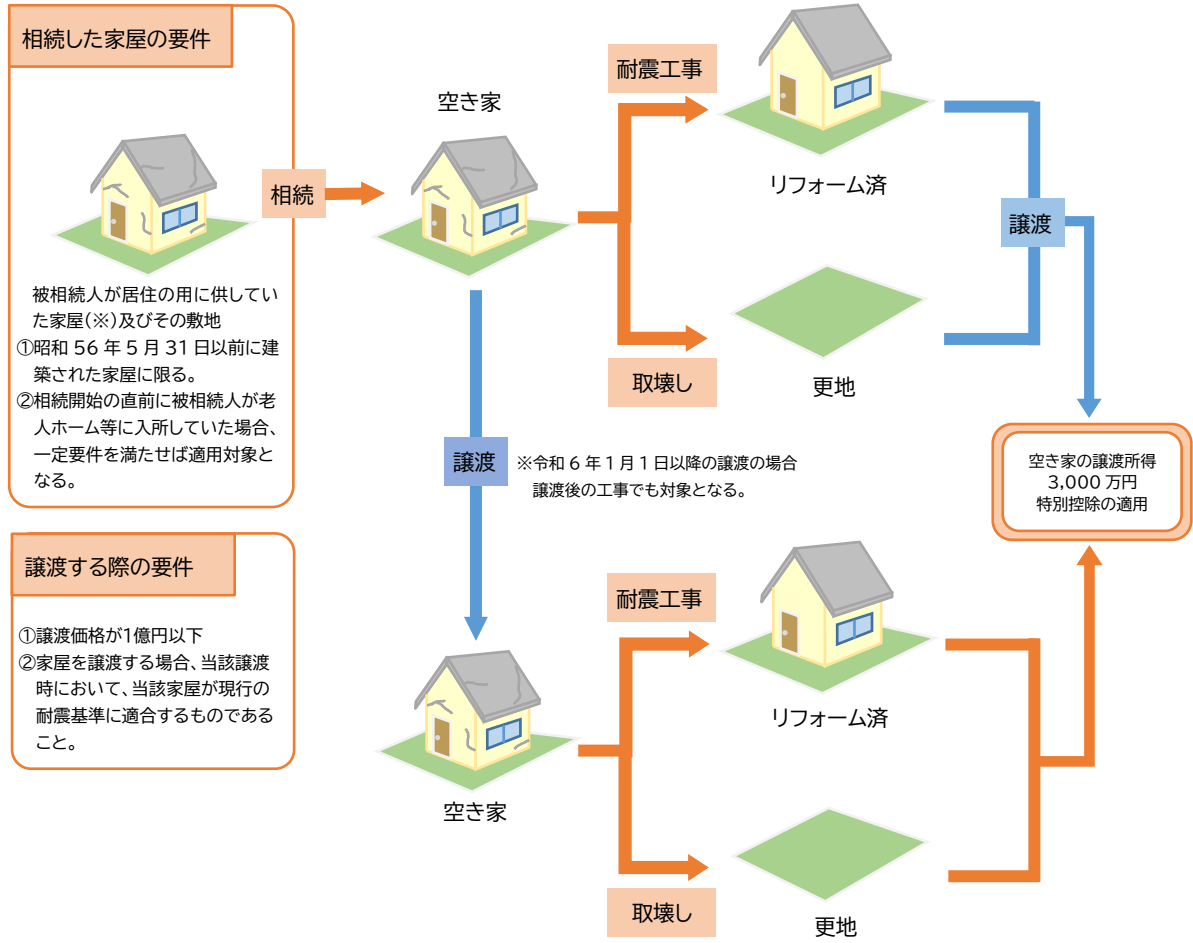 相続した家屋の要件
被相続人が居住の用に供してい
た家屋(※)及びその敷地
①昭和 56 年 5 月 31 日以前に建
築された家屋に限る。
②相続開始の直前に被相続人が老
人ホーム等に入所していた場合、
一定要件を満たせば適用対象と
なる。
相続
空き家
耐震工事
リフォーム済
取壊し
更地
譲渡
譲渡
※令和 6 年 1 月 1 日以降の譲渡の場合
譲渡後の工事でも対象となる。
空き家の譲渡所得
3,000 万円
特別控除の適用
譲渡する際の要件
①譲渡価格が1億円以下
②家屋を譲渡する場合、当該譲渡
時において、当該家屋が現行の
耐震基準に適合するものである
こと。
空き家
耐震工事
リフォーム済
取壊し
更地